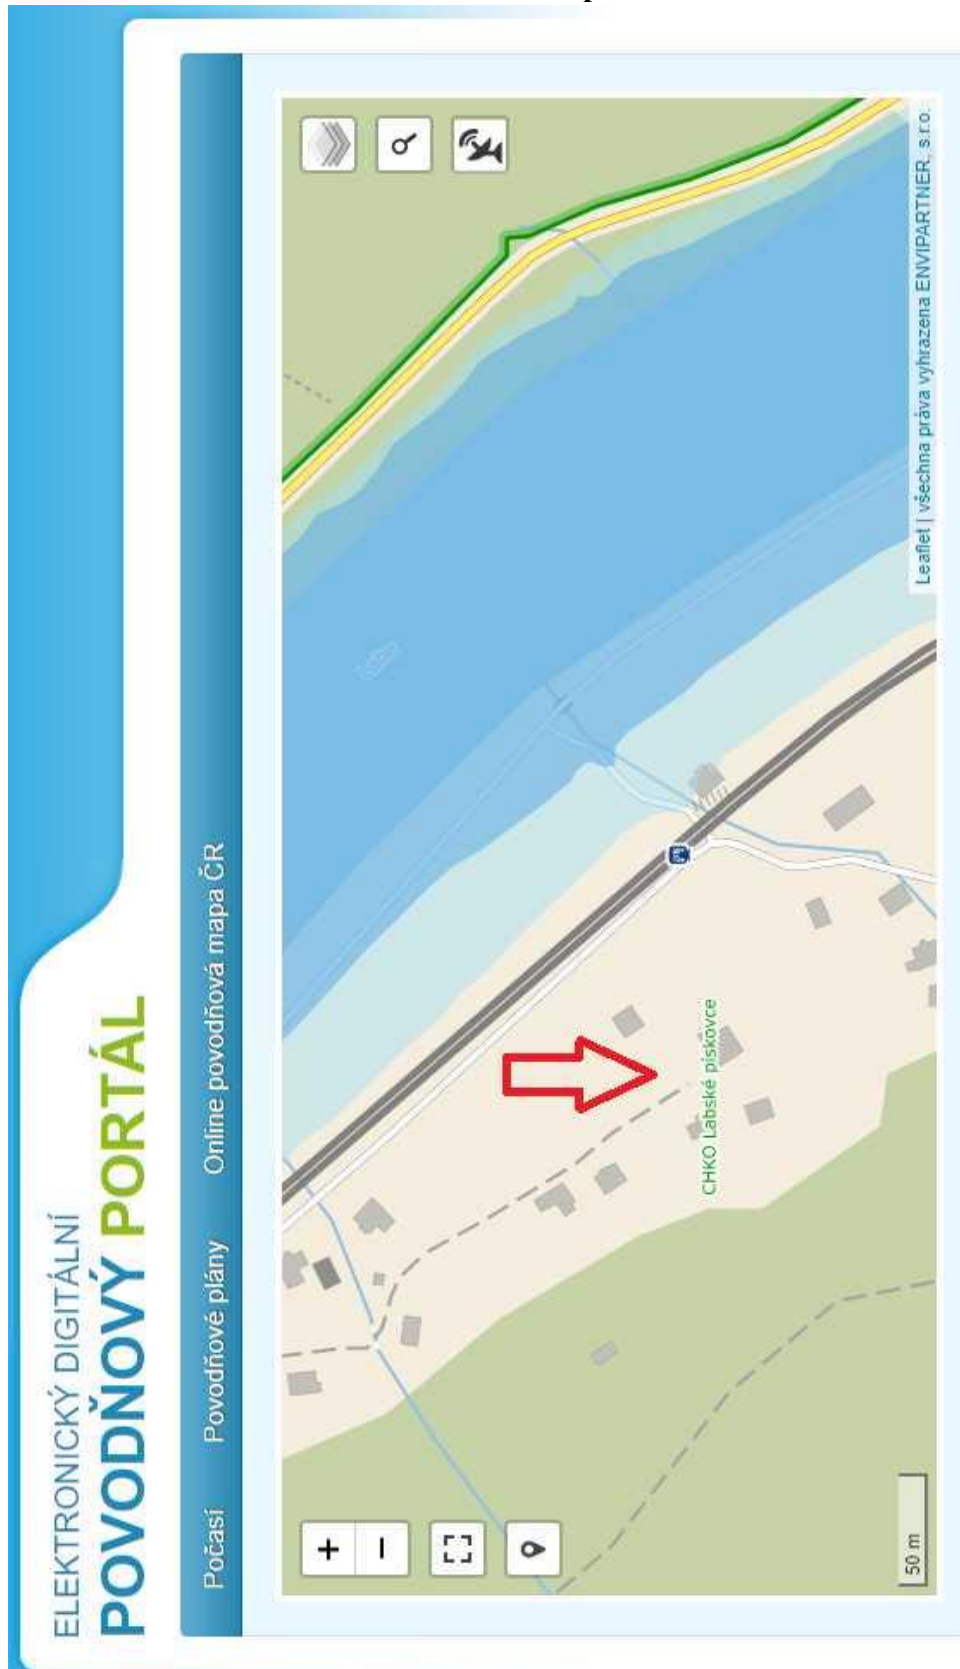 ELEKTRONICKÝ DIGITÁLNÍ
POVODŇOVÝ PORTÁL
Počasí Povodňové plány Online povodňová mapa ČR
+
−
CHKO Labské pískovce
50 m
Leaflet | všechna práva vyhrazena ENVIPARTNER, s.r.o.